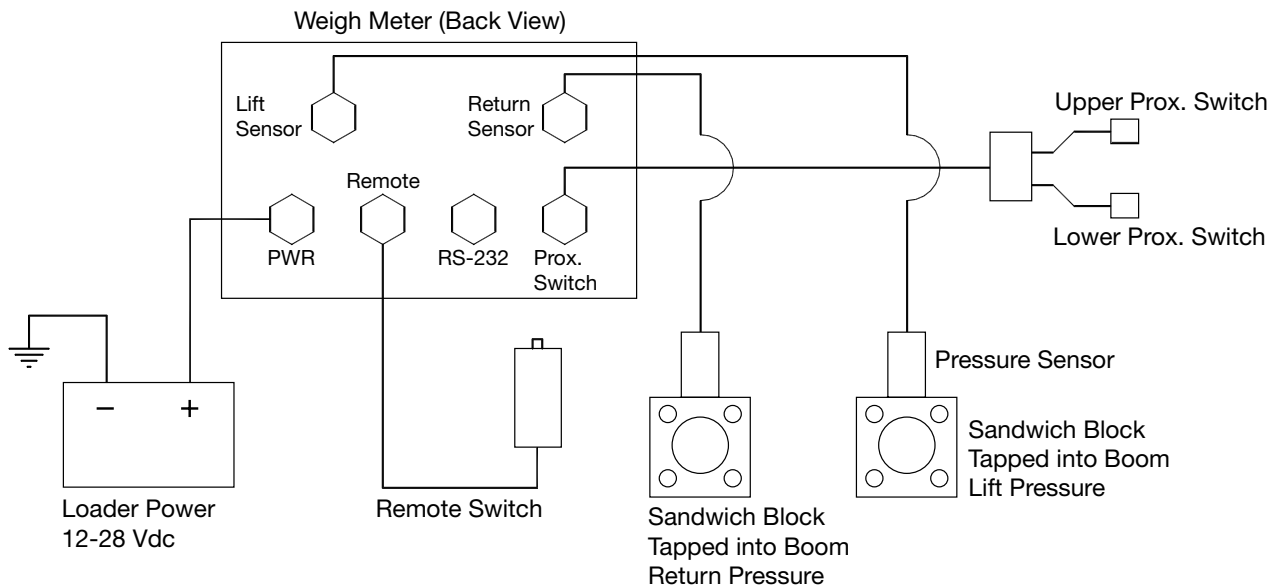 Weigh Meter (Back View)
Lift
Sensor
Return
Sensor
Upper Prox. Switch
Remote
PWR
RS-232
Prox.
Switch
Lower Prox. Switch
− +
Loader Power
12-28 Vdc
Remote Switch
Pressure Sensor
Sandwich Block
Tapped into Boom
Lift Pressure
Sandwich Block
Tapped into Boom
Return Pressure